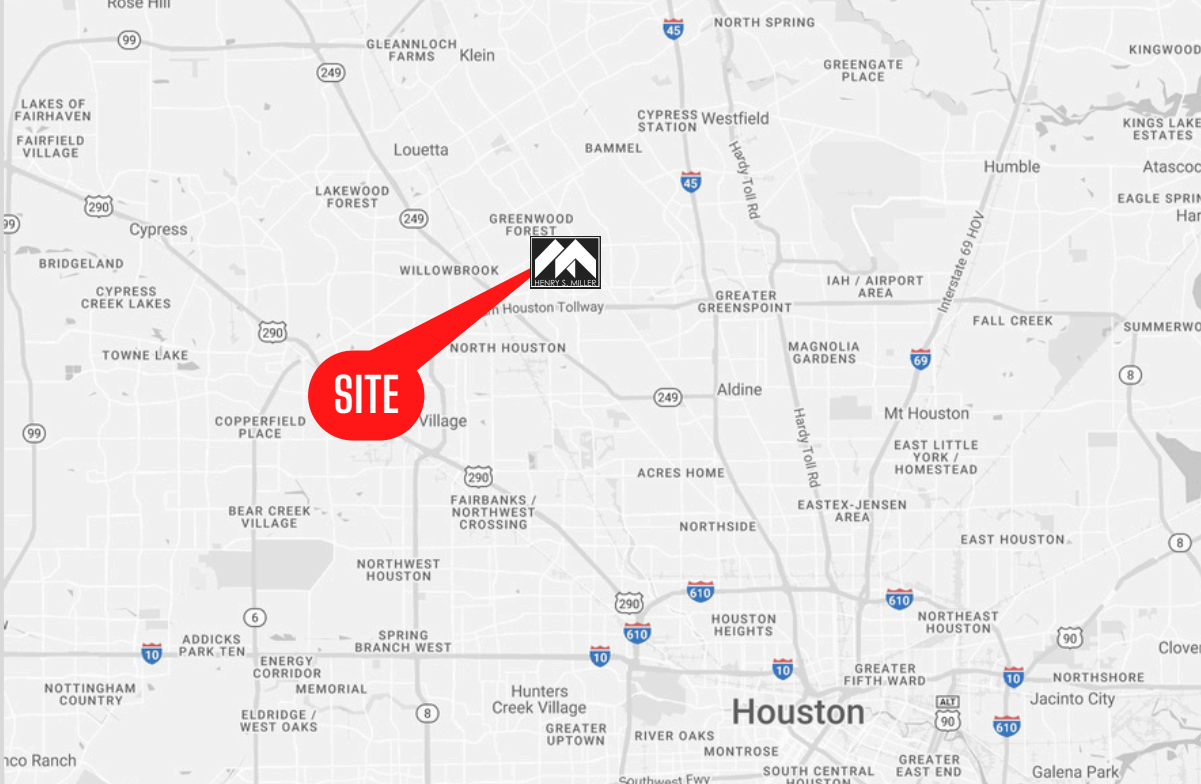 Rose Hill
99
249
GLEANNLOCH
FARMS
Klein
45
NORTH SPRING
GREENGATE
PLACE
KINGWOOD
LAKES OF
FAIRHAVEN
FAIRFIELD
VILLAGE
CYPRESS
STATION
Westfield
KINGS LAKE
ESTATES
Louetta
BAMMEL
Hardy Toll Rd
Humble
Atascoc
45
LAKEWOOD
FOREST
290
249
GREENWOOD
FOREST
EAGLE SPRIN
Har
99
Cypress
BRIDGELAND
WILLOWBROOK
HENRY S. MILLER
Interstate 69 HOV
CYPRESS
CREEK LAKES
Houston Tollway
GREATER
GREENSPOINT
IAH / AIRPORT
AREA
FALL CREEK
SUMMERWO
290
TOWNE LAKE
NORTH HOUSTON
MAGNOLIA
GARDENS
69
8
SITE
249
Aldine
Mt Houston
COPPERFIELD
PLACE
Village
99
Hardy Toll Rd
EAST LITTLE
YORK /
HOMESTEAD
290
ACRES HOME
FAIRBANKS /
NORTHWEST
CROSSING
BEAR CREEK
VILLAGE
NORTHSIDE
EASTEX-JENSEN
AREA
EAST HOUSTON
8
NORTHWEST
HOUSTON
290
610
610
6
610
HOUSTON
HEIGHTS
NORTHEAST
HOUSTON
90
ADDICKS
PARK TEN
SPRING
BRANCH WEST
Clover
10
10
10
ENERGY
CORRIDOR
GREATER
FIFTH WARD
10
NORTHSHORE
NOTTINGHAM
COUNTRY
MEMORIAL
Hunters
Creek Village
Jacinto City
ELDRIDGE /
WEST OAKS
8
Houston
ALT
90
610
GREATER
UPTOWN
RIVER OAKS
MONTROSE
nco Ranch
SOUTH CENTRAL
HOUSTON
GREATER
EAST END
Galena Park
Southwest Fwy